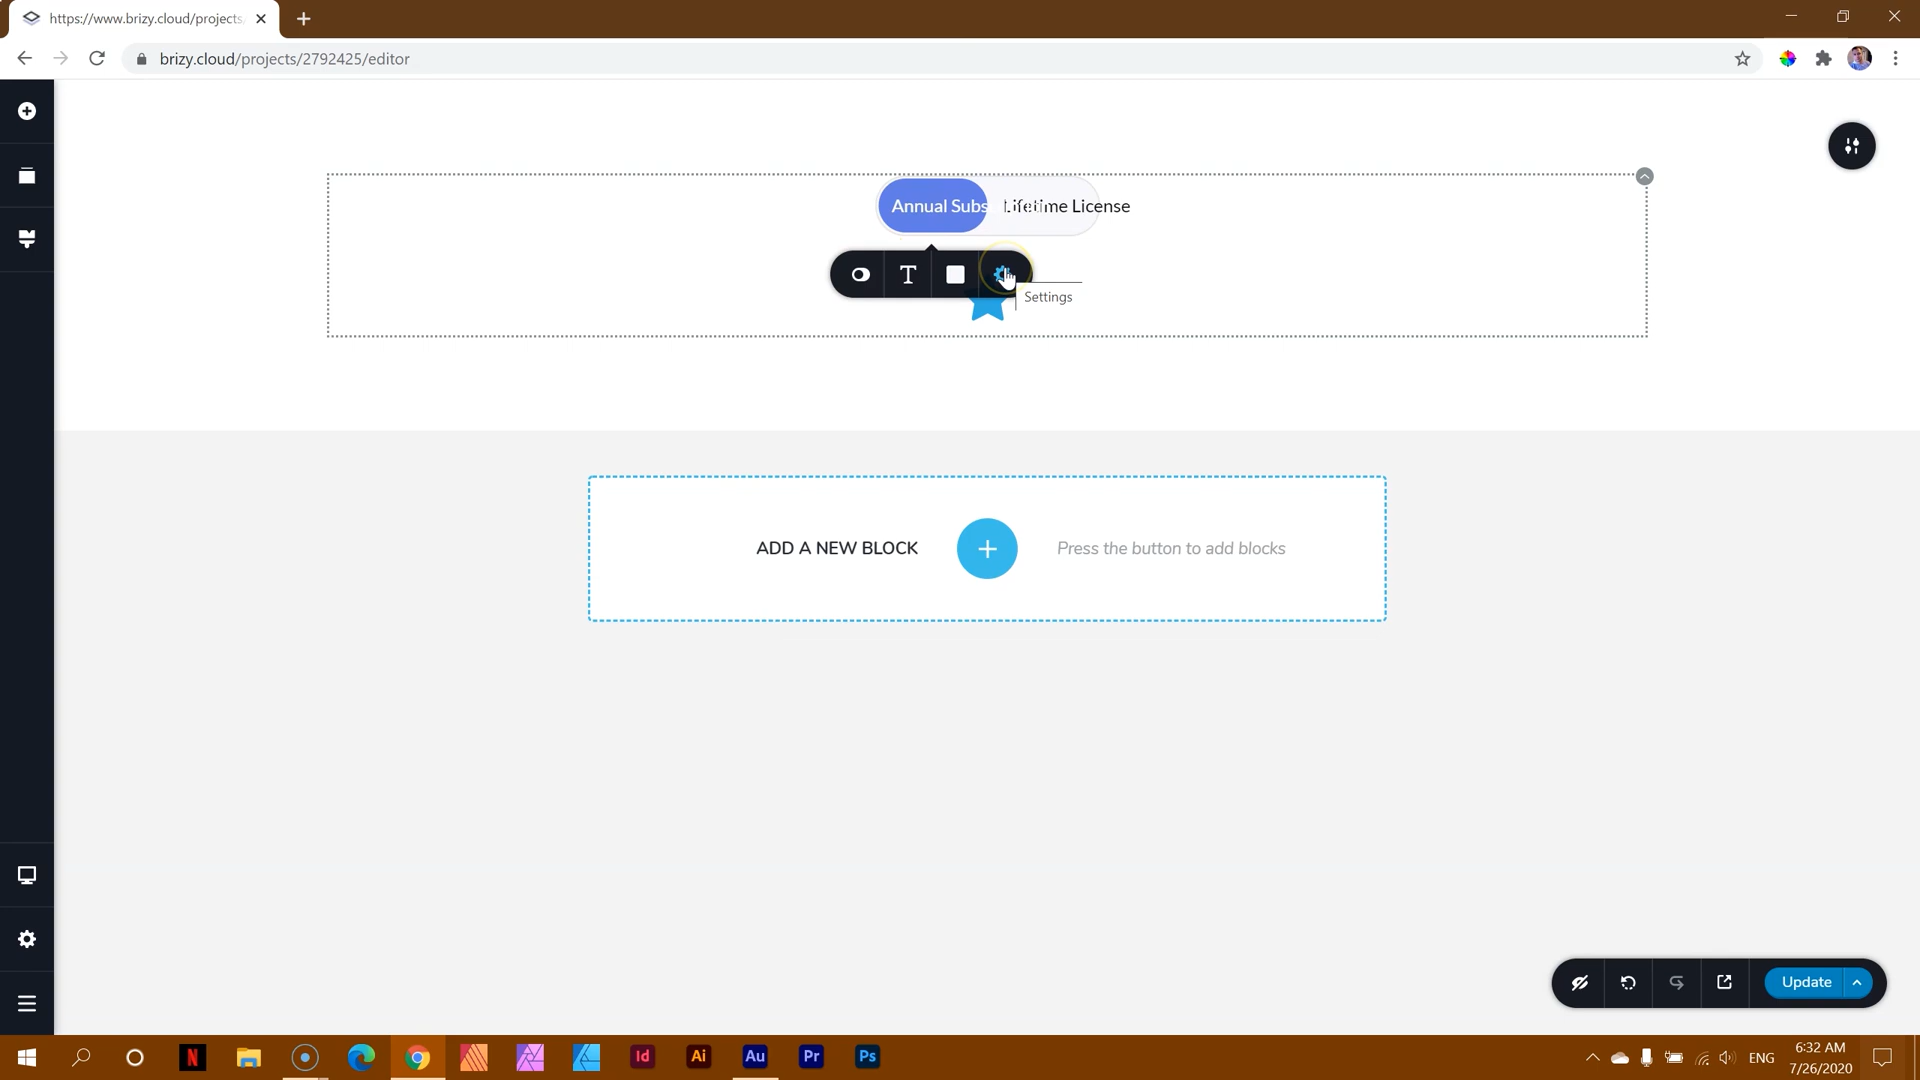 https://www.brizy.cloud/projects
brizy.cloud/projects/2792425/editor
Annual Subs
Lifetime License
T
Settings
ADD A NEW BLOCK
Press the button to add blocks
Update
N
Id
Ai
Au
Pr
Ps
ENG
6:32 AM
7/26/2020